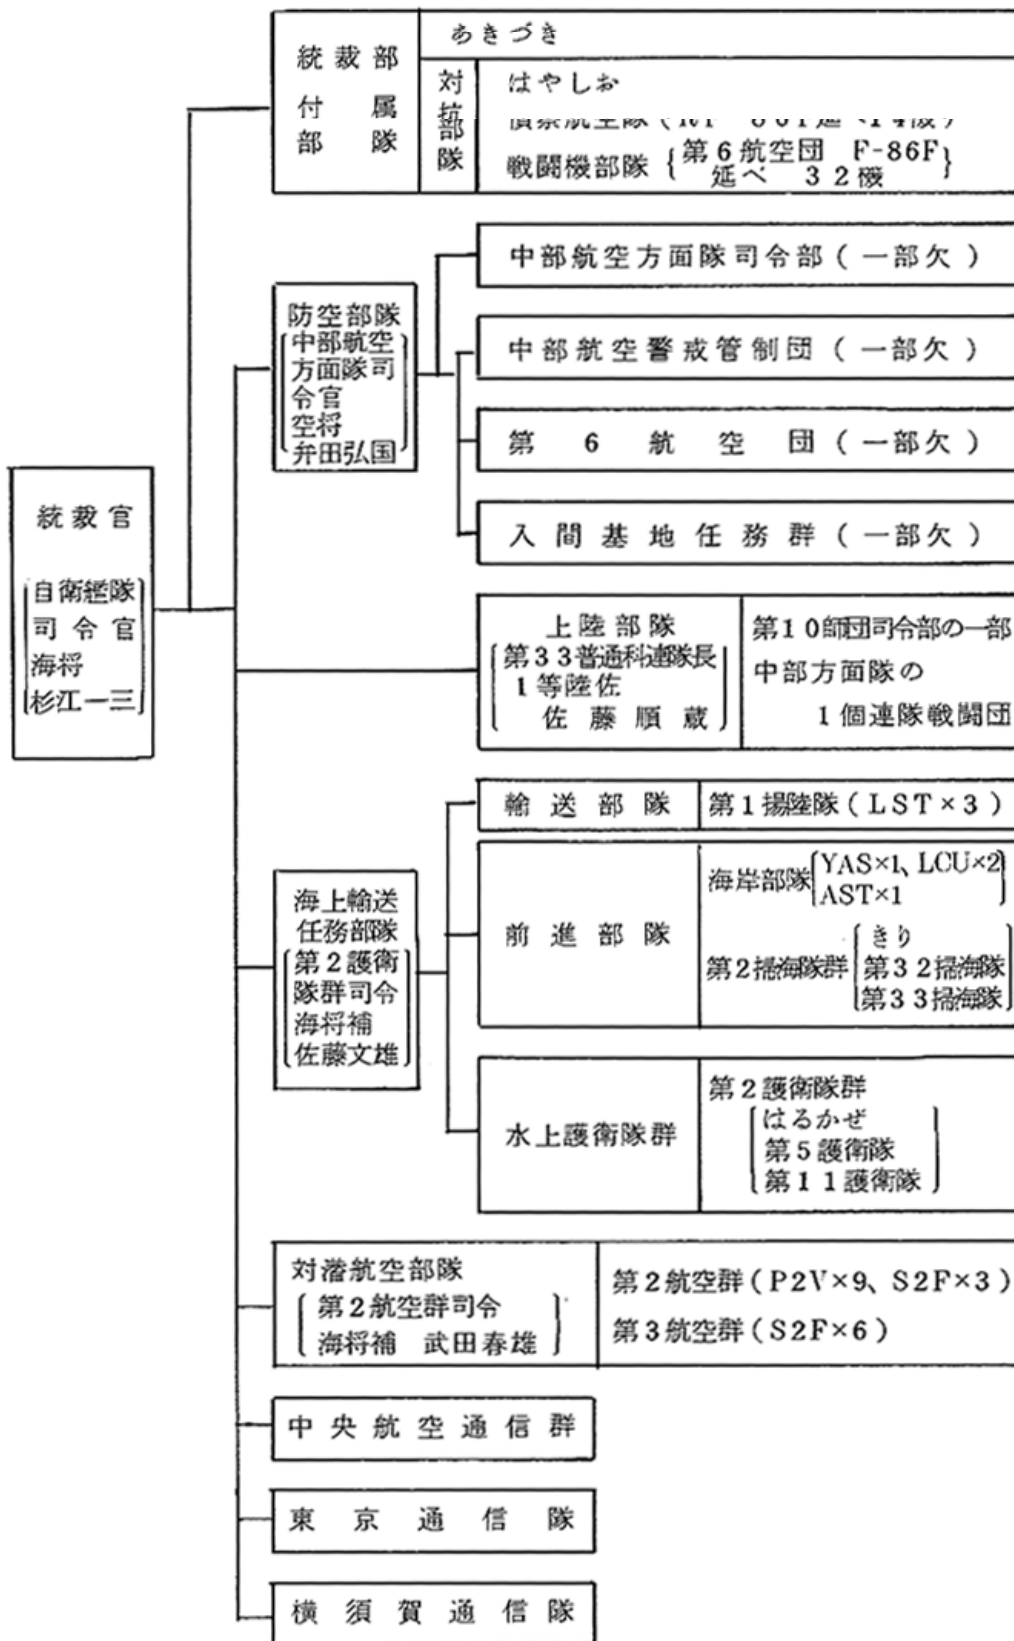 統裁部
付属
部隊
あきづき
対抗部隊
はやしお
戦闘機部隊 {第6航空団 F-86F
延べ 32機}
防空部隊
中部航空
方面隊司
令官
空将
弁田弘国
中部航空方面隊司令部(一部欠)
中部航空警戒管制団(一部欠)
第6航空団(一部欠)
入間基地任務群(一部欠)
統裁官
自衛艦隊
司令官
海将
杉江一三
上陸部隊
第33普通科連隊長
1等陸佐
佐藤順蔵
第10師団司令部の一部
中部方面隊の
1個連隊戦闘団
輸送部隊
第1揚陸隊(LST×3)
海上輸送
任務部隊
第2護衛
隊群司令
海将補
佐藤文雄
前進部隊
海岸部隊 YAS×1、LCU×2
AST×1
第2掃海隊群 きり
第32掃海隊
第33掃海隊
水上護衛隊群
第2護衛隊群
はるかぜ
第5護衛隊
第11護衛隊
対潜航空部隊
第2航空群司令
海将補 武田春雄
第2航空群(P2V×9、S2F×3)
第3航空群(S2F×6)
中央航空通信群
東京通信隊
横須賀通信隊